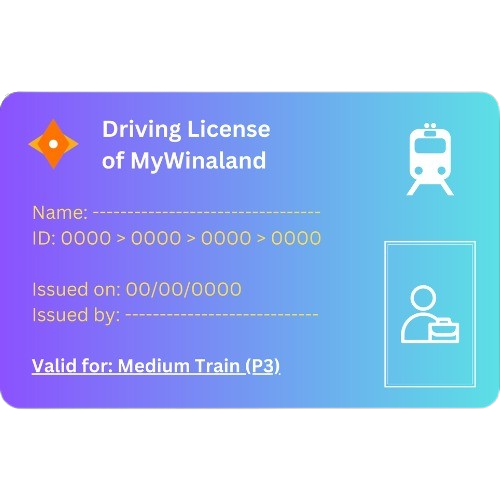 Driving License
of MyWinaland
Name: ---------------------------------
ID: 0000 > 0000 > 0000 > 0000
Issued on: 00/00/0000
Issued by: ----------------------------
Valid for: Medium Train (P3)